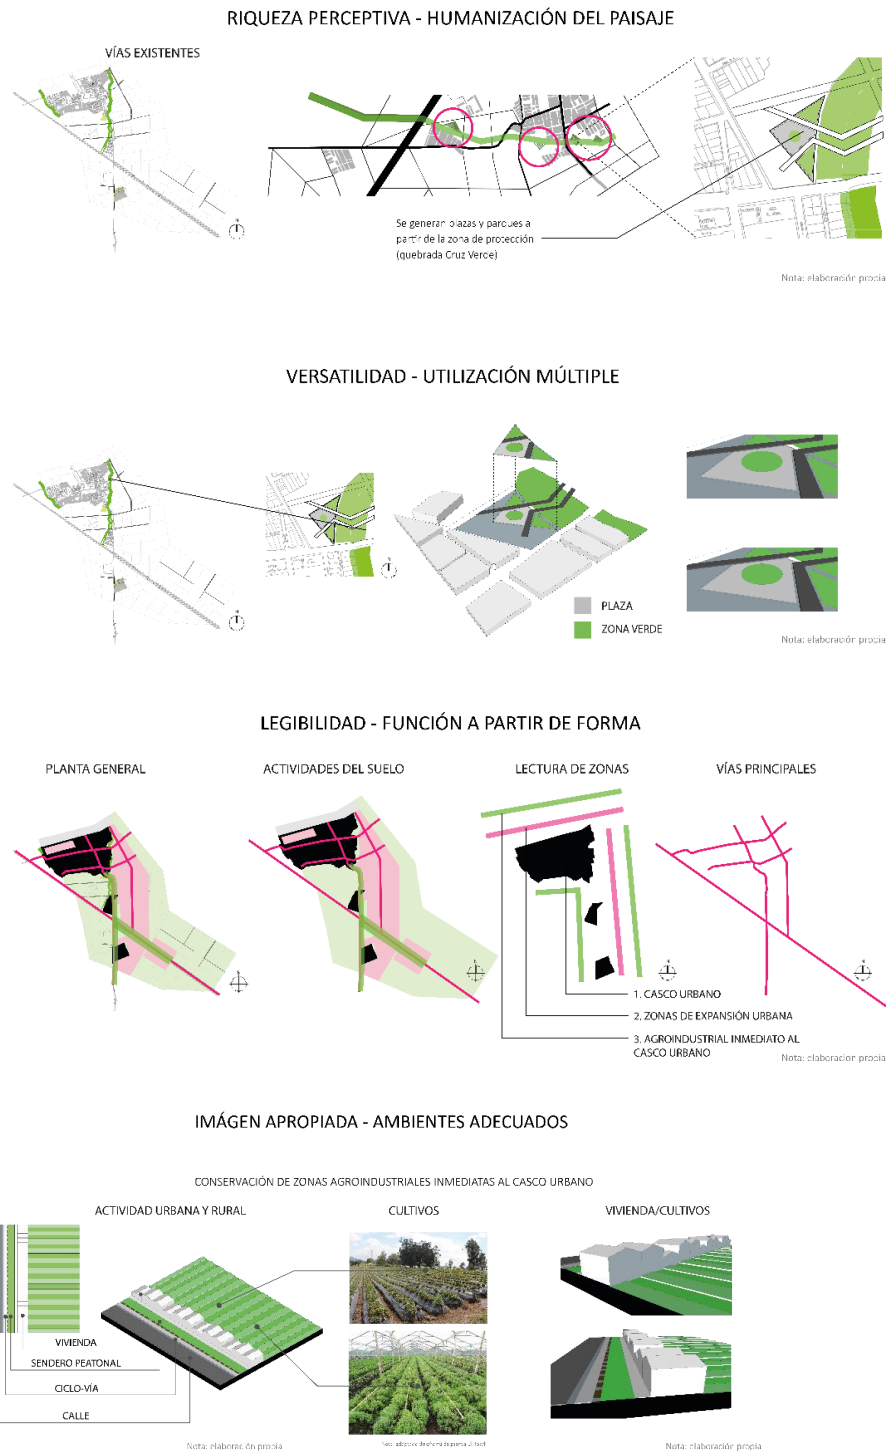 RIQUEZA PERCEPTIVA - HUMANIZACIÓN DEL PAISAJE
VÍAS EXISTENTES
Se generan plazas y parques a
partir de la zona de protección
(quebrada Cruz Verde)
Nota: elaboración propia
VERSATILIDAD - UTILIZACIÓN MÚLTIPLE
PLAZA
ZONA VERDE
Nota: elaboración propia
LEGIBILIDAD - FUNCIÓN A PARTIR DE FORMA
PLANTA GENERAL
ACTIVIDADES DEL SUELO
LECTURA DE ZONAS
VÍAS PRINCIPALES
1. CASCO URBANO
2. ZONAS DE EXPANSIÓN URBANA
3. AGROINDUSTRIAL INMEDIATO AL
CASCO URBANO
Nota: elaboración propia
IMÁGEN APROPIADA - AMBIENTES ADECUADOS
CONSERVACIÓN DE ZONAS AGROINDUSTRIALES INMEDIATAS AL CASCO URBANO
ACTIVIDAD URBANA Y RURAL
CULTIVOS
VIVIENDA/CULTIVOS
VIVIENDA
SENDERO PEATONAL
CICLO-VÍA
CALLE
Nota: elaboración propia
Nota: elaboración propia